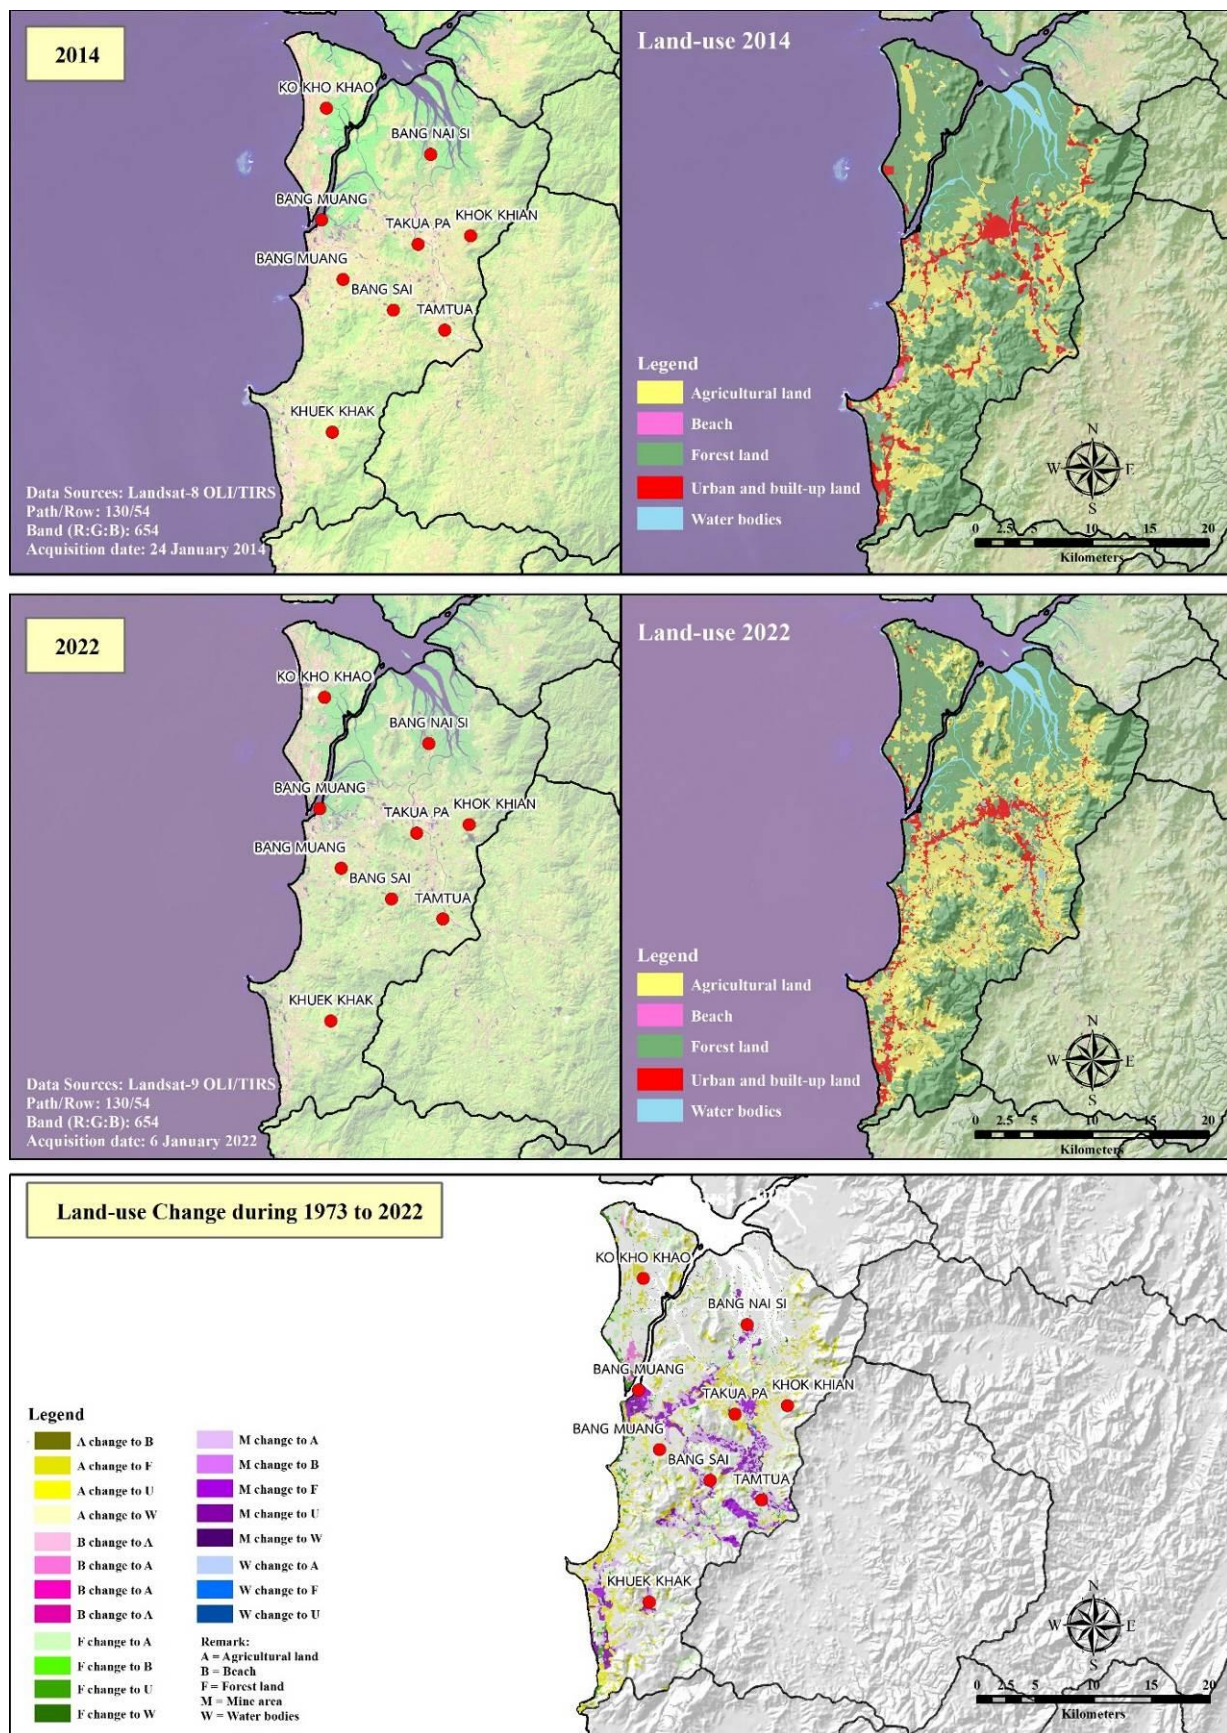 2014
KO KHO KHAO
BANG NAI SI
BANG MUANG
TAKUA PA
KHOK KHIAN
BANG MUANG
BANG SAI
TAMTUA
KHUEK KHAK
Data Sources: Landsat-8 OLI/TIRS
Path/Row: 130/54
Band (R:G:B): 654
Acquisition date: 24 January 2014
Land-use 2014
Legend
Agricultural land
Beach
Forest land
Urban and built-up land
Water bodies
N
W E
S
0 2.5 5 10 15 20
Kilometers
2022
KO KHO KHAO
BANG NAI SI
BANG MUANG
TAKUA PA
KHOK KHIAN
BANG MUANG
BANG SAI
TAMTUA
KHUEK KHAK
Data Sources: Landsat-9 OLI/TIRS
Path/Row: 130/54
Band (R:G:B): 654
Acquisition date: 6 January 2022
Land-use 2022
Legend
Agricultural land
Beach
Forest land
Urban and built-up land
Water bodies
N
W E
S
0 2.5 5 10 15 20
Kilometers
Land-use Change during 1973 to 2022
KO KHO KHAO
BANG NAI SI
BANG MUANG
TAKUA PA
KHOK KHIAN
BANG MUANG
BANG SAI
TAMTUA
KHUEK KHAK
Legend
A change to B
A change to F
A change to U
A change to W
B change to A
B change to A
B change to A
B change to A
F change to A
F change to B
F change to U
F change to W
M change to A
M change to B
M change to F
M change to U
M change to W
W change to A
W change to F
W change to U
Remark:
A = Agricultural land
B = Beach
F = Forest land
M = Mine area
W = Water bodies
N
W E
S
0 2.5 5 10 15 20
Kilometers